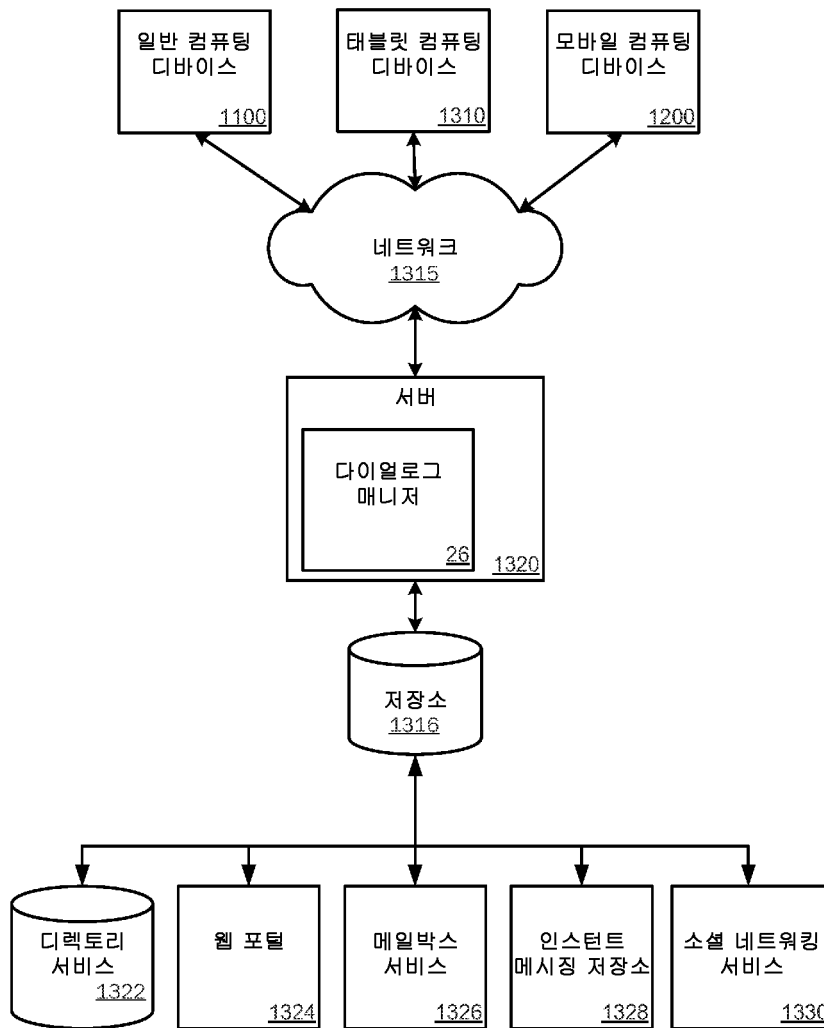 일반 컴퓨팅
디바이스
1100
태블릿 컴퓨팅
디바이스
1310
모바일 컴퓨팅
디바이스
1200
네트워크
1315
서버
다이얼로그
매니저
26
1320
저장소
1316
디렉토리
서비스
1322
웹 포털
1324
메일박스
서비스
1326
인스턴트
메시징 저장소
1328
소셜 네트워킹
서비스
1330